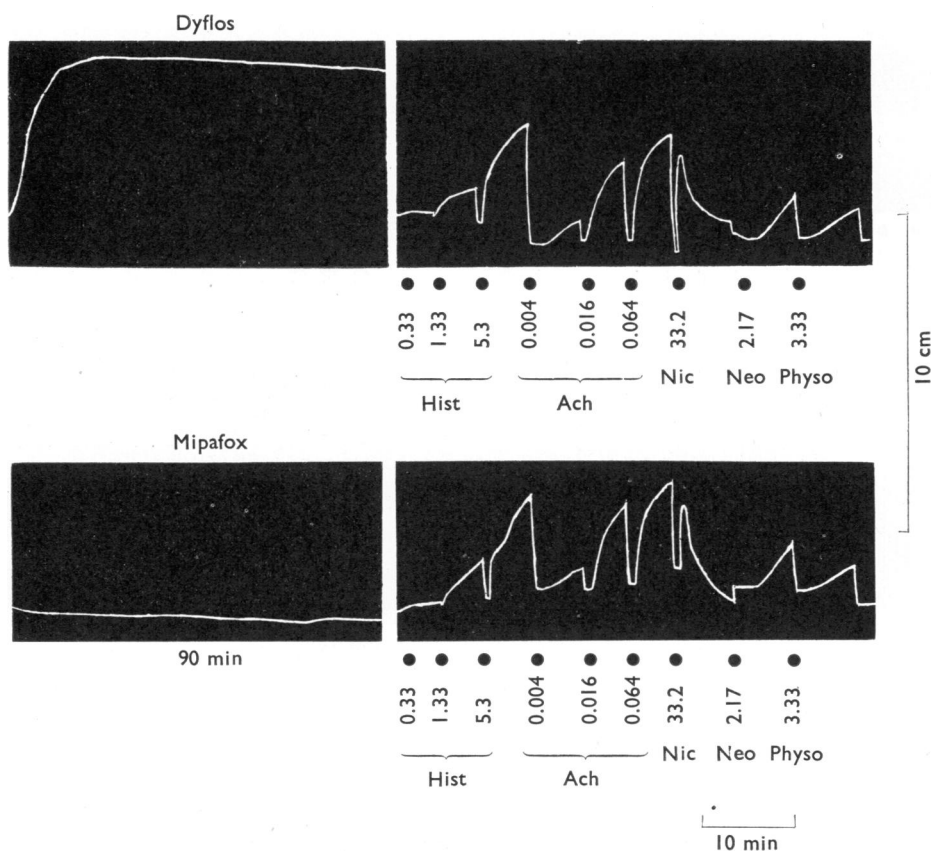 Dyflos
0.33 1.33 5.3 0.004 0.016 0.064 33.2 2.17 3.33
Hist Ach Nic Neo Physo
10 cm
Mipafox
90 min
0.33 1.33 5.3 0.004 0.016 0.064 33.2 2.17 3.33
Hist Ach Nic Neo Physo
10 min